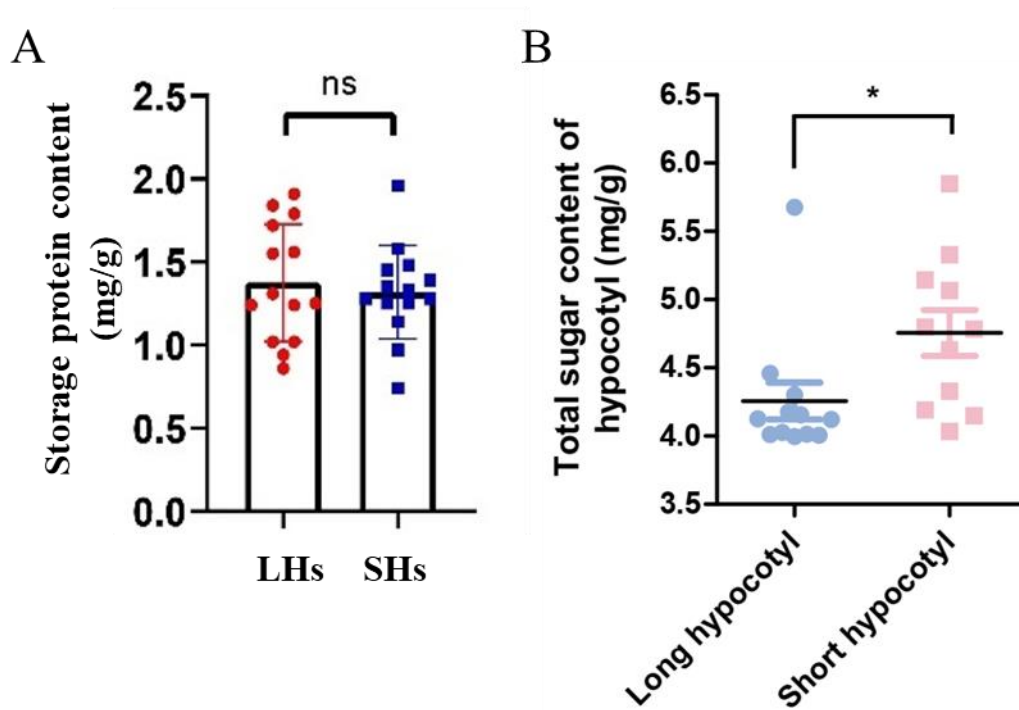 A
Storage protein content
(mg/g)
ns
2.5
2.0
1.5
1.0
0.5
0.0
LHs SHs
B
Total sugar content of
hypocotyl (mg/g)
*
6.5
6.0
5.5
5.0
4.5
4.0
3.5
Long hypocotyl
Short hypocotyl